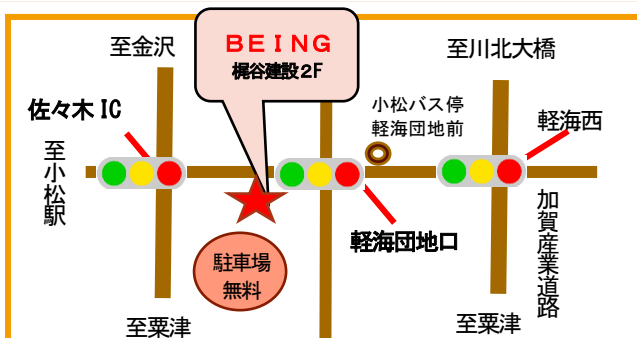 至金沢
BEING
梶谷建設2F
至川北大橋
佐々木 IC
小松バス停
軽海団地前
軽海西
至小松駅
軽海団地口
加賀産業道路
駐車場
無料
至粟津
至粟津